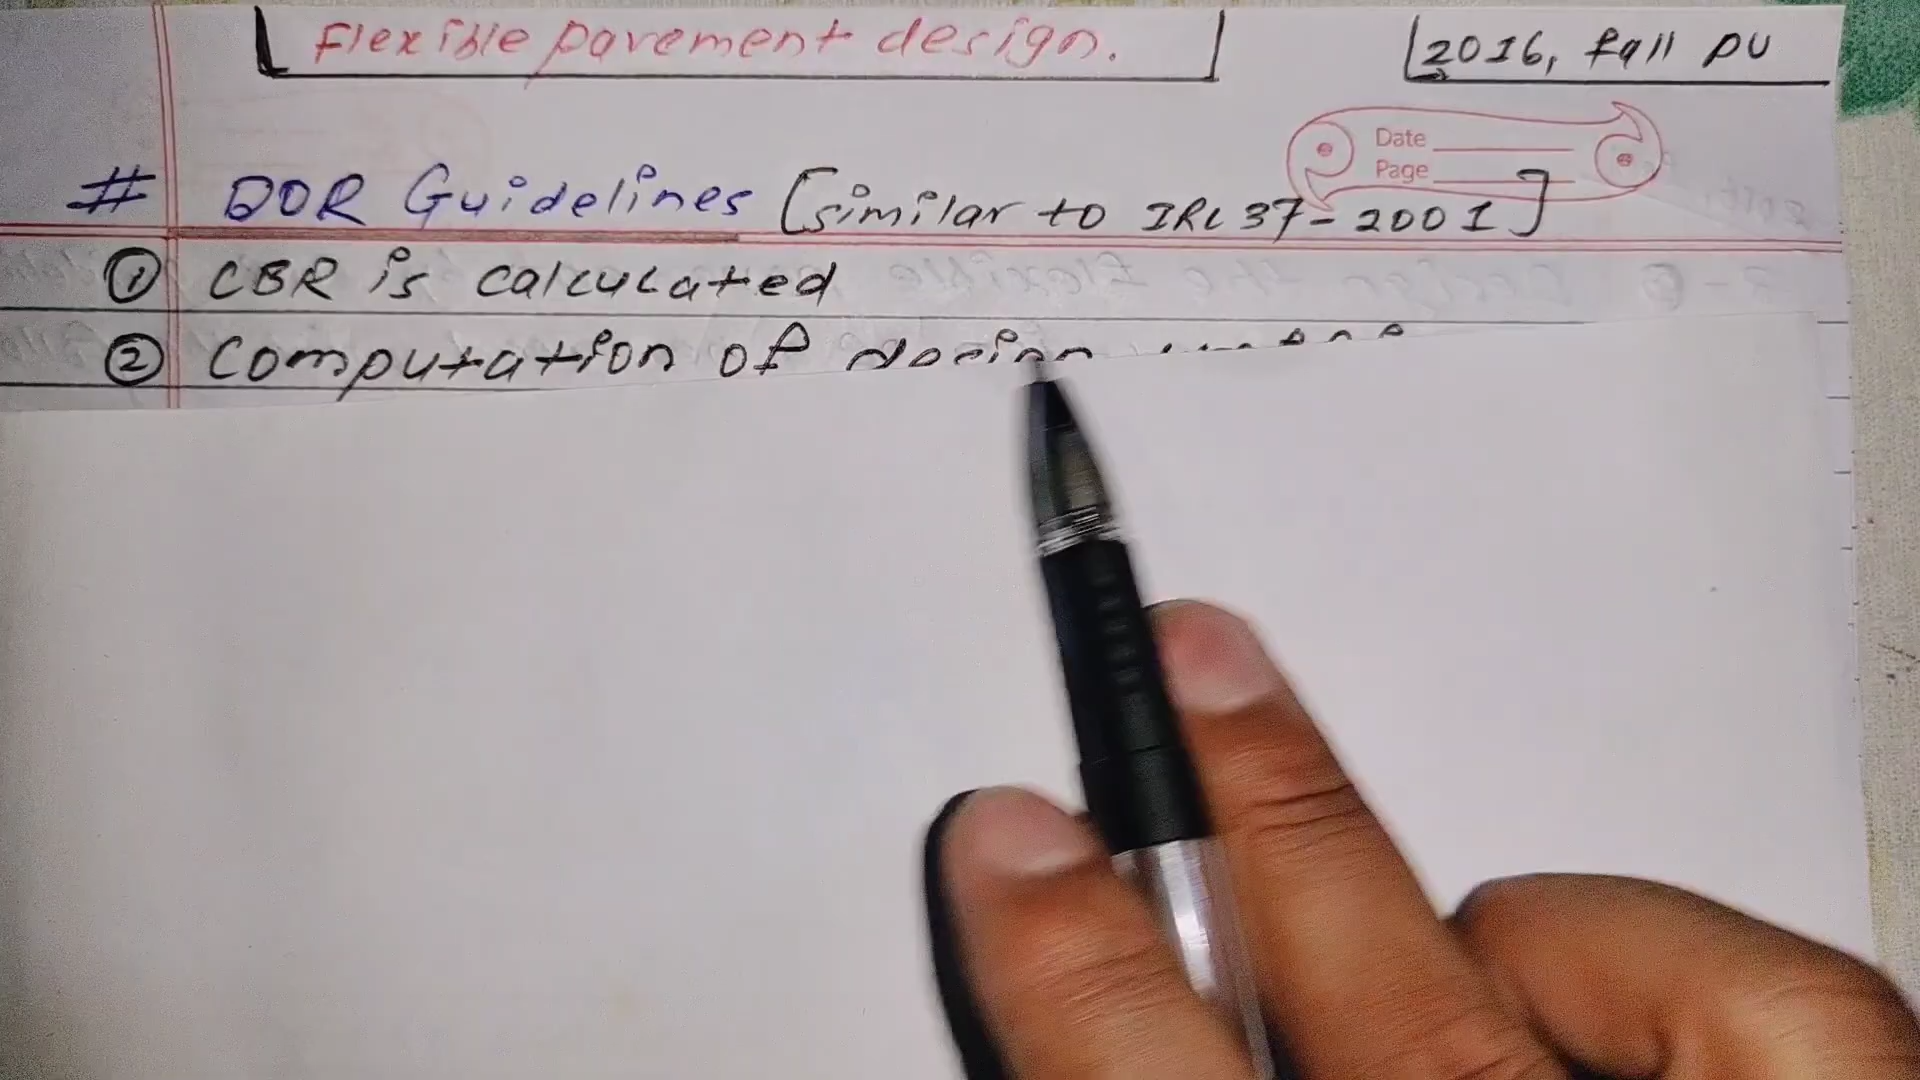 flexible pavement design.
2016, fall PU
Date
Page
# DOR Guidelines [similar to IRC 37-2001]
① CBR is calculated
② Computation of design